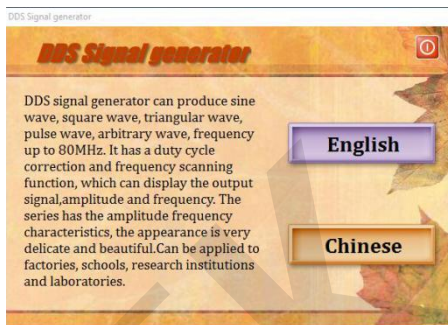 DDS Signal generator
DDS Signal generator
DDS signal generator can produce sine
wave, square wave, triangular wave,
pulse wave, arbitrary wave, frequency
up to 80MHz. It has a duty cycle
correction and frequency scanning
function, which can display the output
signal,amplitude and frequency. The
series has the amplitude frequency
characteristics, the appearance is very
delicate and beautiful.Can be applied to
factories, schools, research institutions
and laboratories.
English
Chinese